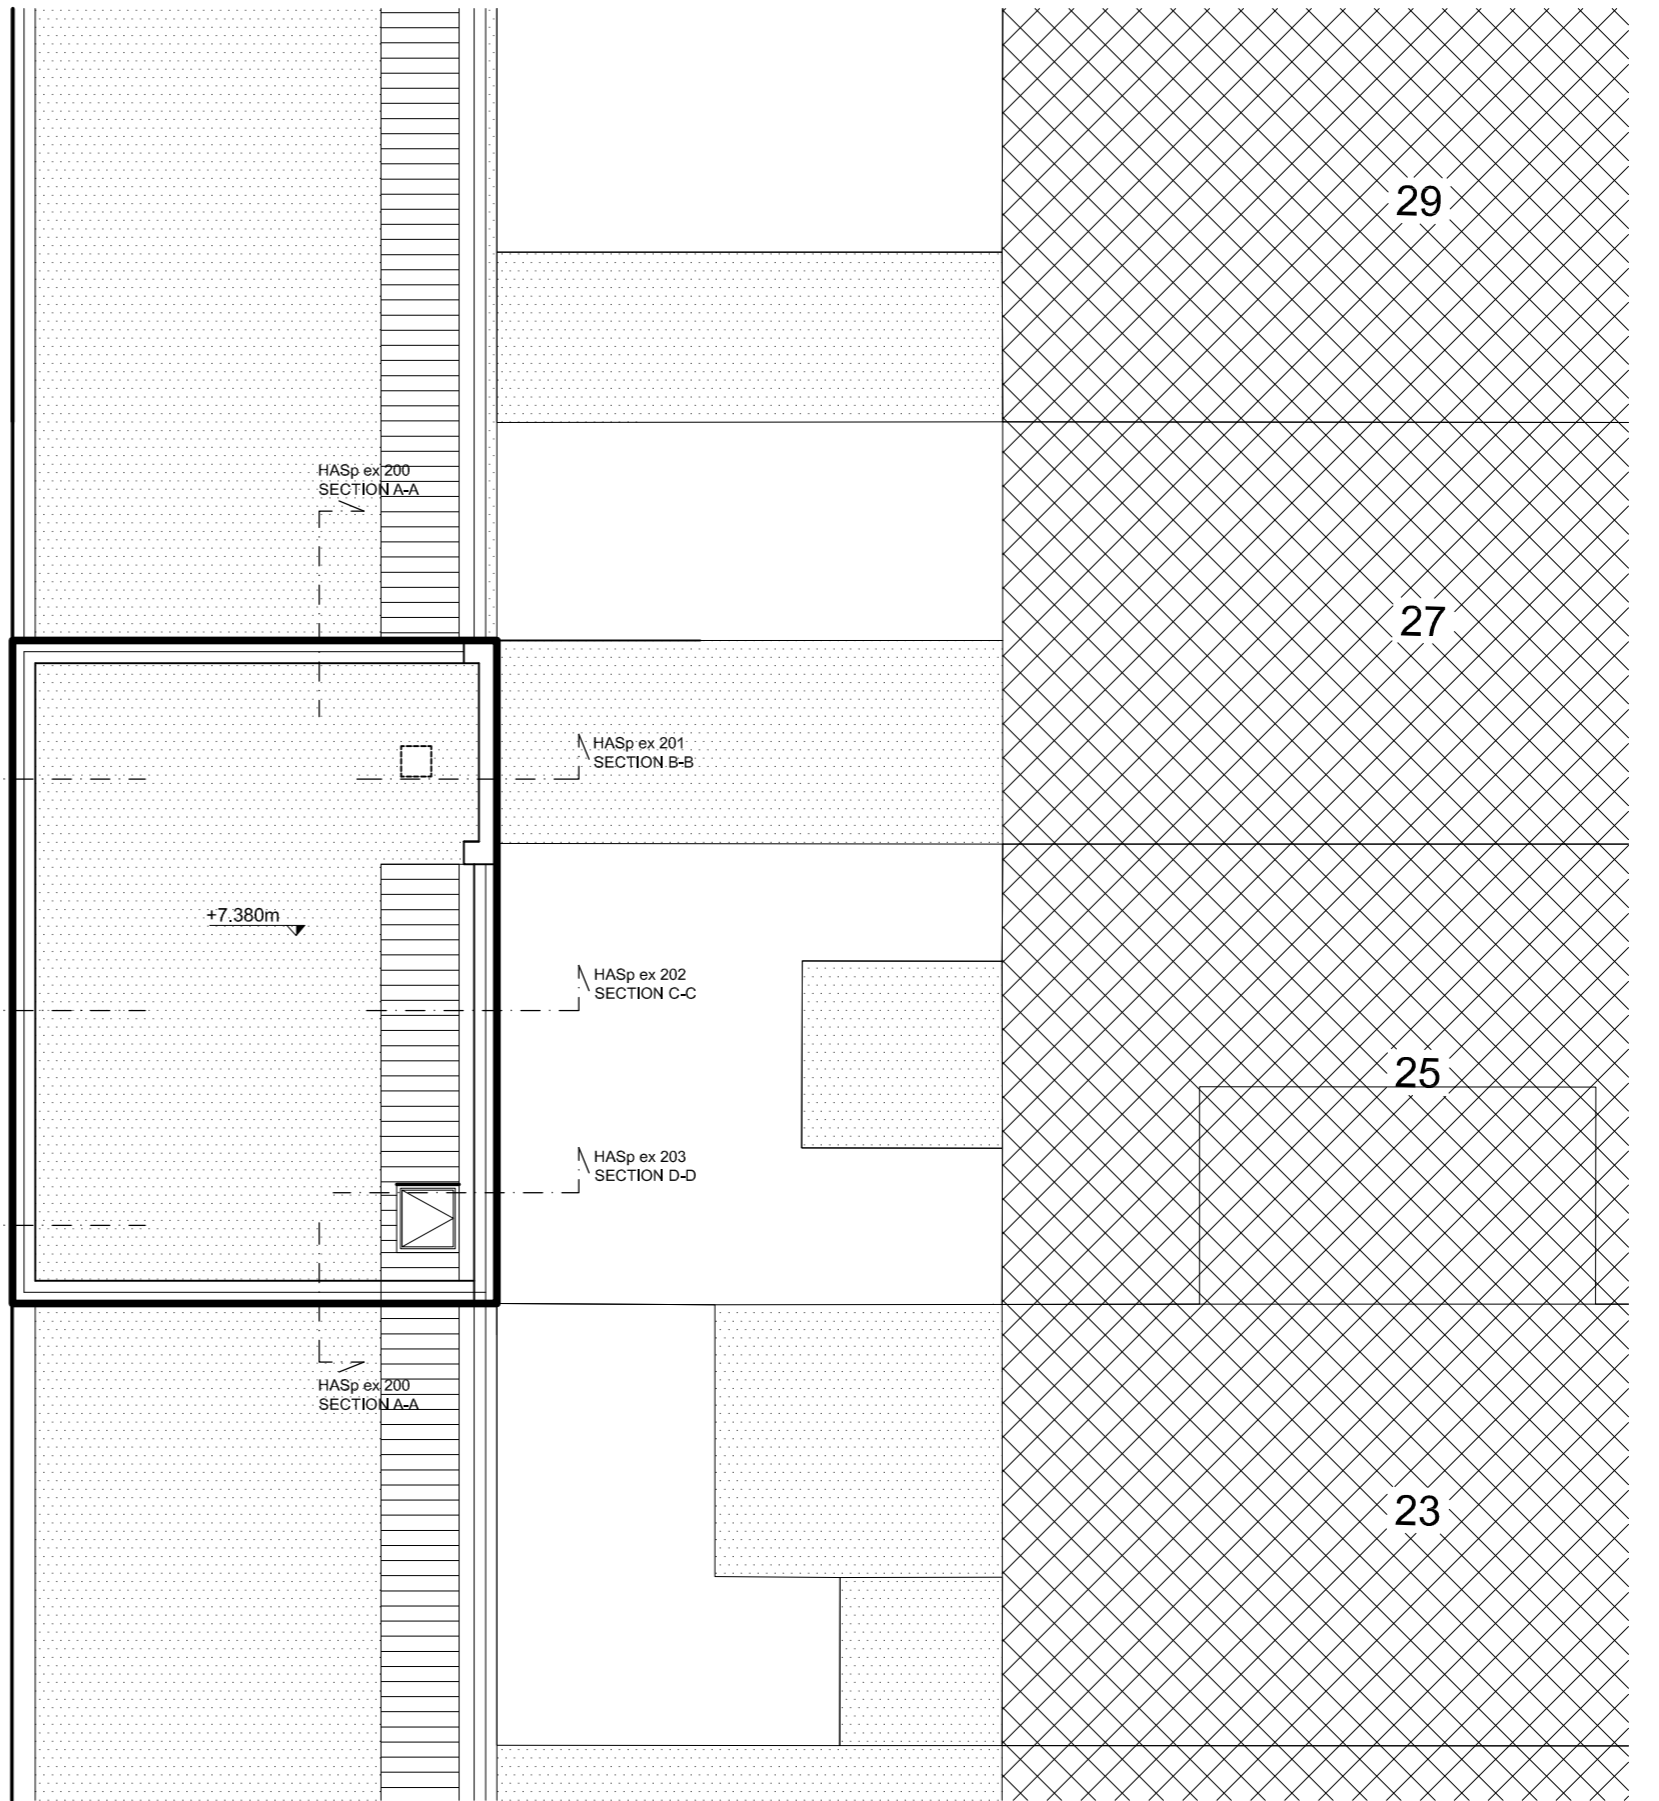 29
HASp ex 200
SECTION A-A
27
HASp ex 201
SECTION B-B
+7.380m
HASp ex 202
SECTION C-C
25
HASp ex 203
SECTION D-D
HASp ex 200
SECTION A-A
23